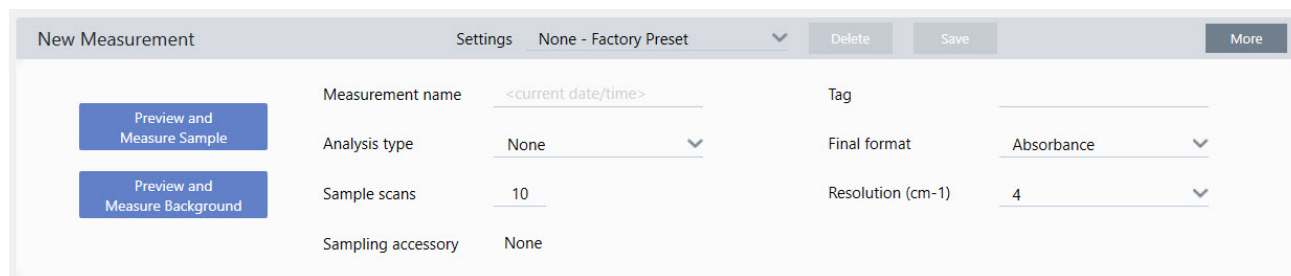 New Measurement Settings None - Factory Preset Delete Save More
Preview and
Measure Sample
Preview and
Measure Background
Measurement name <current date/time>
Analysis type None
Sample scans 10
Sampling accessory None
Tag
Final format Absorbance
Resolution (cm-1) 4